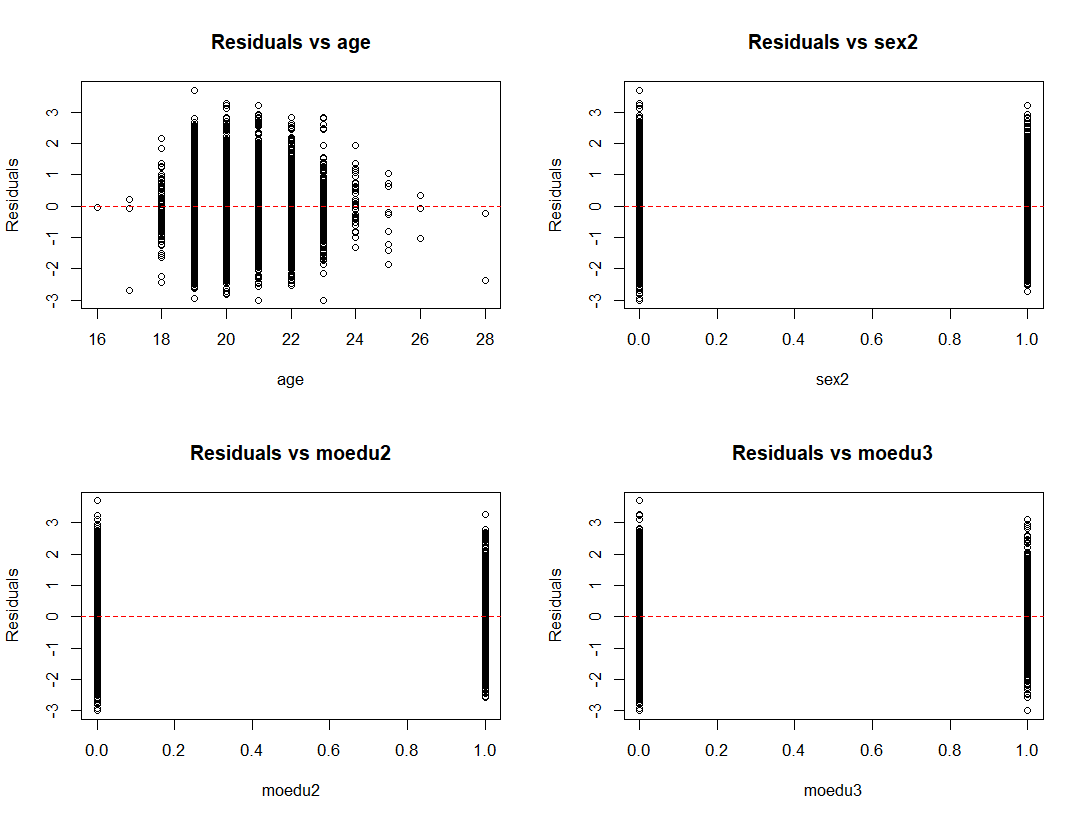 Residuals vs age
Residuals
3
2
1
0
-1
-2
-3
16 18 20 22 24 26 28
age
Residuals vs sex2
Residuals
3
2
1
0
-1
-2
-3
0.0 0.2 0.4 0.6 0.8 1.0
sex2
Residuals vs moedu2
Residuals
3
2
1
0
-1
-2
-3
0.0 0.2 0.4 0.6 0.8 1.0
moedu2
Residuals vs moedu3
Residuals
3
2
1
0
-1
-2
-3
0.0 0.2 0.4 0.6 0.8 1.0
moedu3